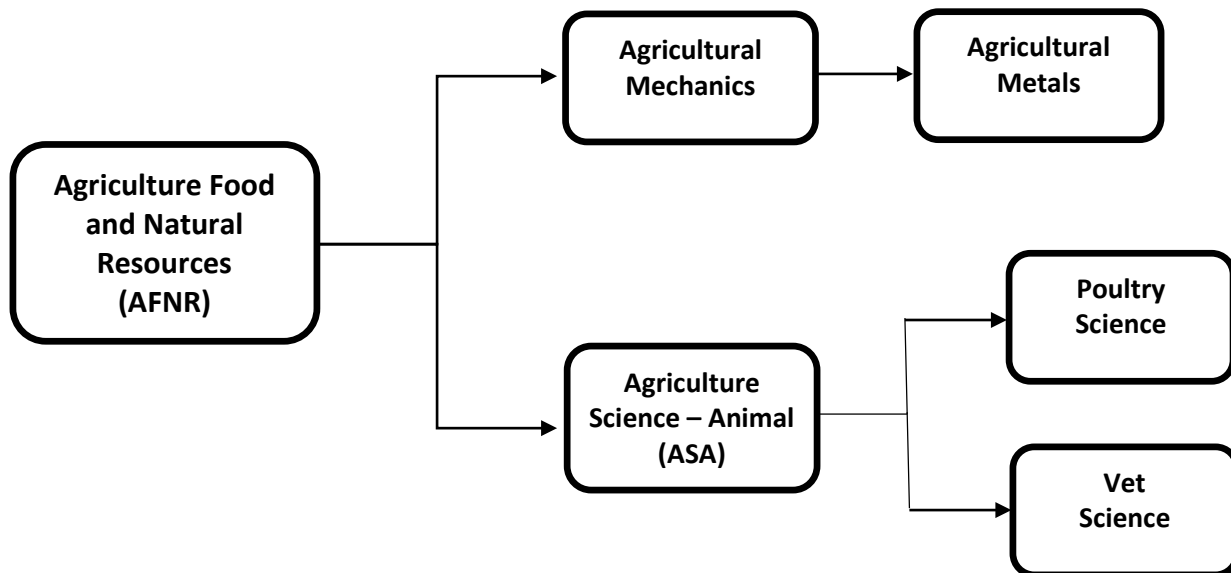 Agricultural
Mechanics
Agricultural
Metals
Agriculture Food
and Natural
Resources
(AFNR)
Agriculture
Science – Animal
(ASA)
Poultry
Science
Vet
Science